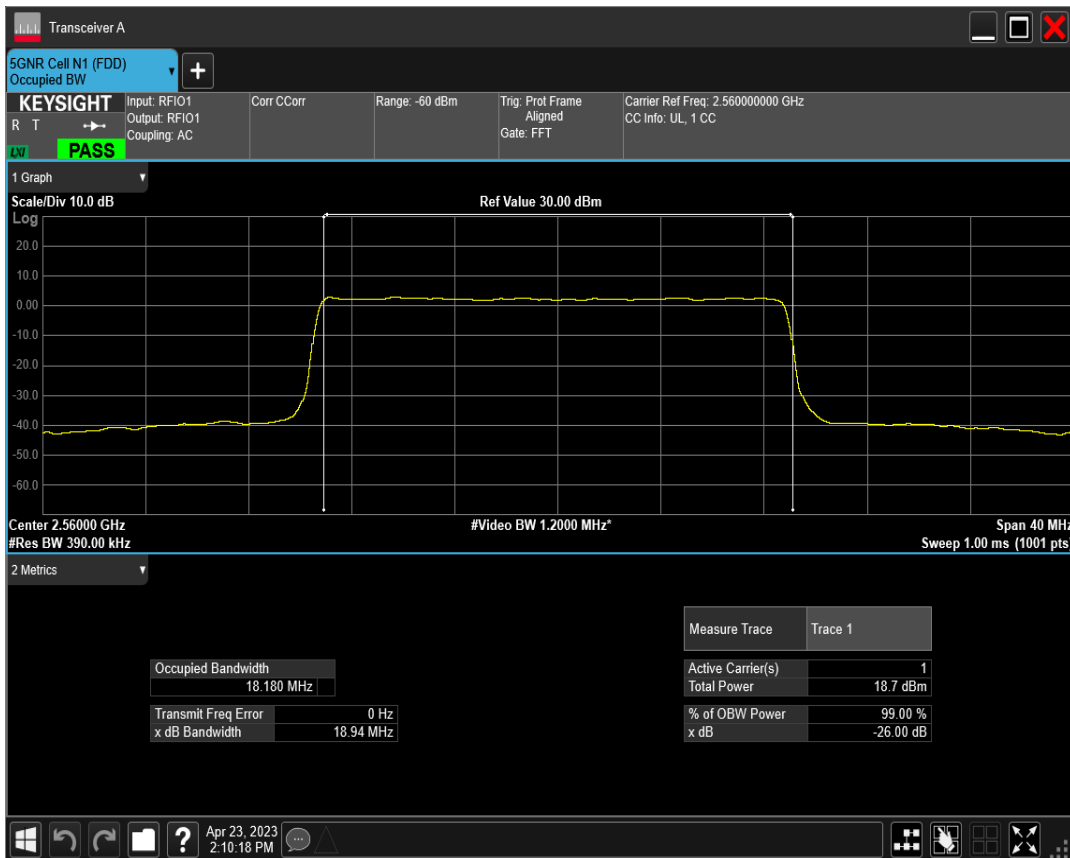 Transceiver A
5GNR Cell N1 (FDD)
Occupied BW
+
KEYSIGHT
R T
LXI
PASS
Input: RFIO1
Output: RFIO1
Coupling: AC
Corr CCorr
Range: -60 dBm
Trig: Prot Frame
Aligned
Gate: FFT
Carrier Ref Freq: 2.560000000 GHz
CC Info: UL, 1 CC
1 Graph
Scale/Div 10.0 dB
Ref Value 30.00 dBm
Log
20.0
10.0
0.00
-10.0
-20.0
-30.0
-40.0
-50.0
-60.0
Center 2.56000 GHz
#Video BW 1.2000 MHz*
Span 40 MHz
#Res BW 390.00 kHz
Sweep 1.00 ms (1001 pts)
2 Metrics
Measure Trace Trace 1
Occupied Bandwidth
18.180 MHz
Active Carrier(s) 1
Total Power 18.7 dBm
Transmit Freq Error 0 Hz
x dB Bandwidth 18.94 MHz
% of OBW Power 99.00 %
x dB -26.00 dB
?
Apr 23, 2023
2:10:18 PM